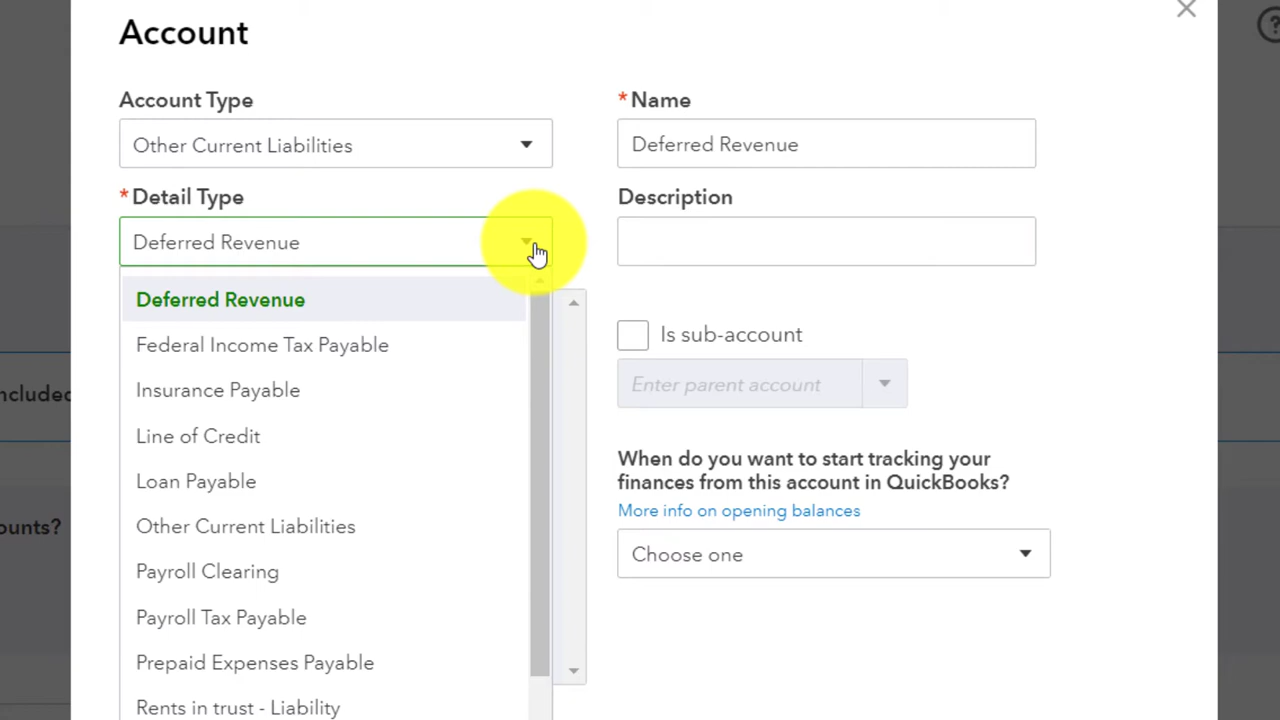 Account
Account Type
* Name
Other Current Liabilities
Deferred Revenue
* Detail Type
Description
Deferred Revenue
Deferred Revenue
Federal Income Tax Payable
Insurance Payable
Line of Credit
Loan Payable
Other Current Liabilities
Payroll Clearing
Payroll Tax Payable
Prepaid Expenses Payable
Rents in trust - Liability
Is sub-account
Enter parent account
When do you want to start tracking your
finances from this account in QuickBooks?
More info on opening balances
Choose one
ncluded
ounts?
?